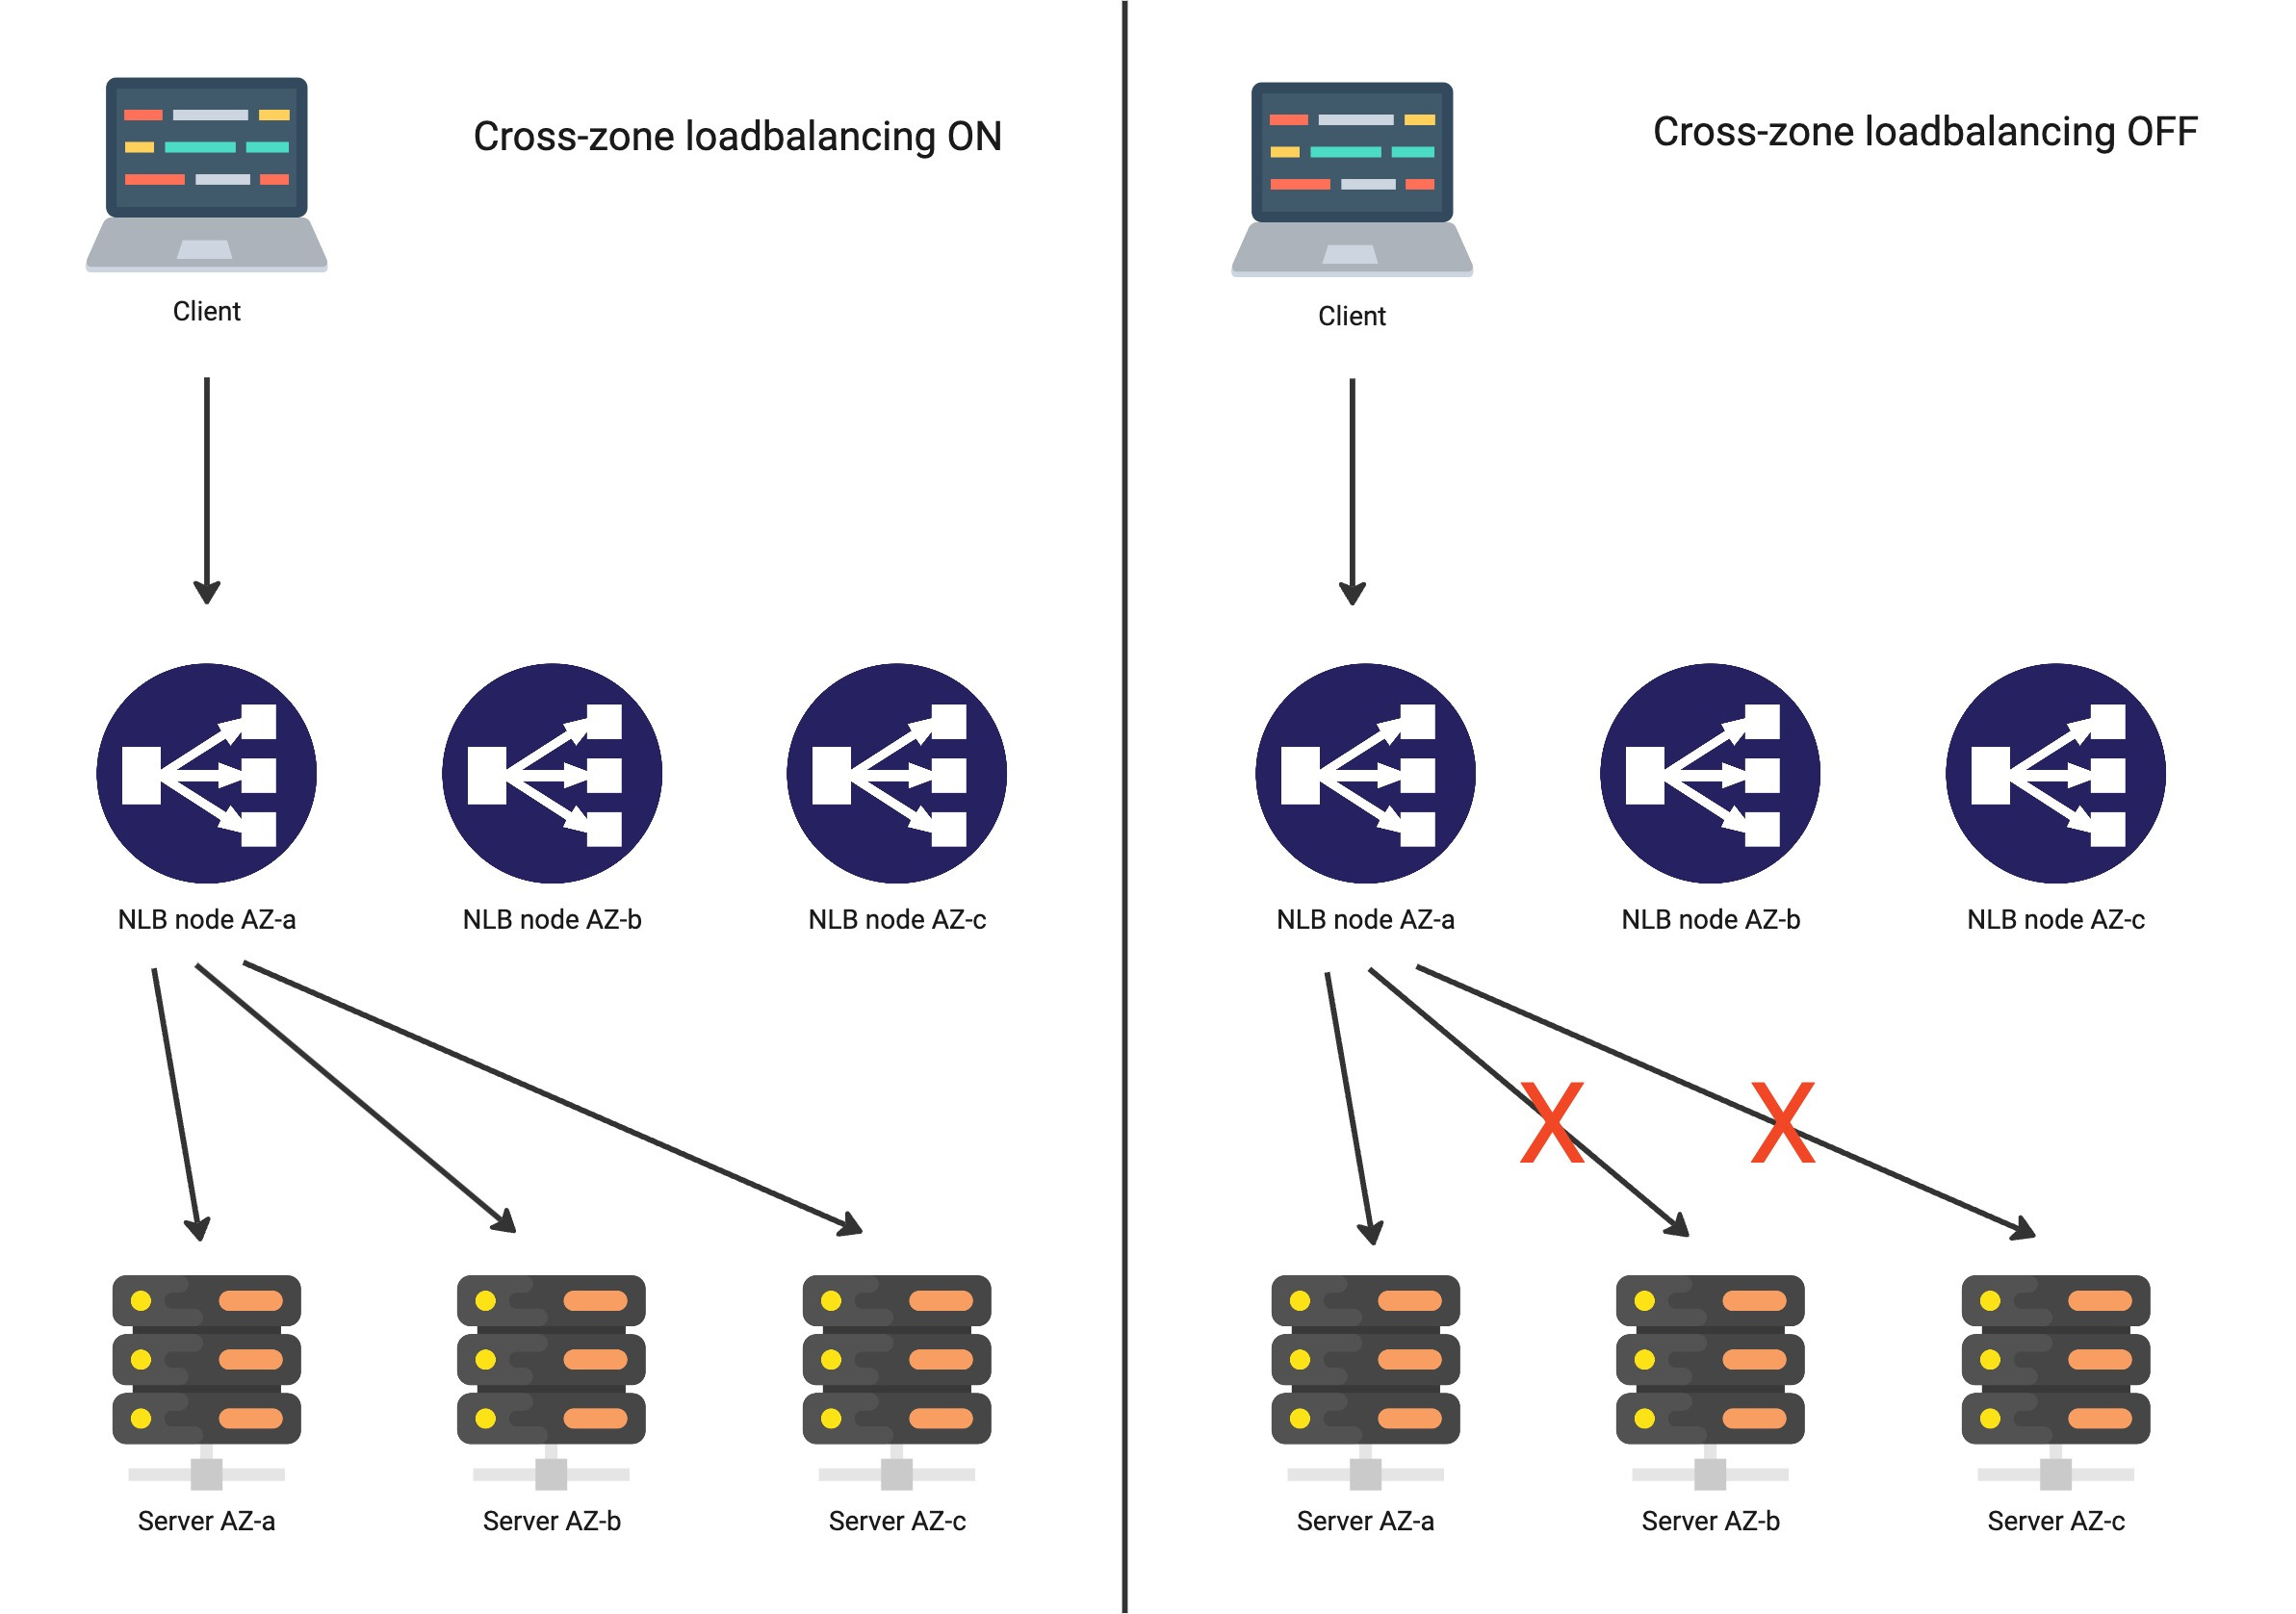 Cross-zone loadbalancing ON
Client
NLB node AZ-a
NLB node AZ-b
NLB node AZ-c
Server AZ-a
Server AZ-b
Server AZ-c
Cross-zone loadbalancing OFF
Client
NLB node AZ-a
NLB node AZ-b
NLB node AZ-c
X
X
Server AZ-a
Server AZ-b
Server AZ-c